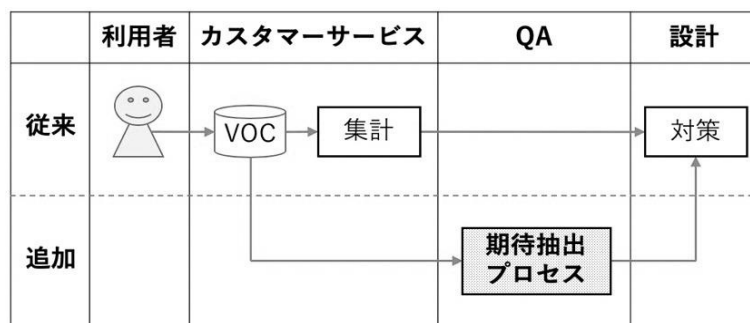 利用者 カスタマーサービス QA 設計
従来 VOC 集計 対策
追加 期待抽出
プロセス